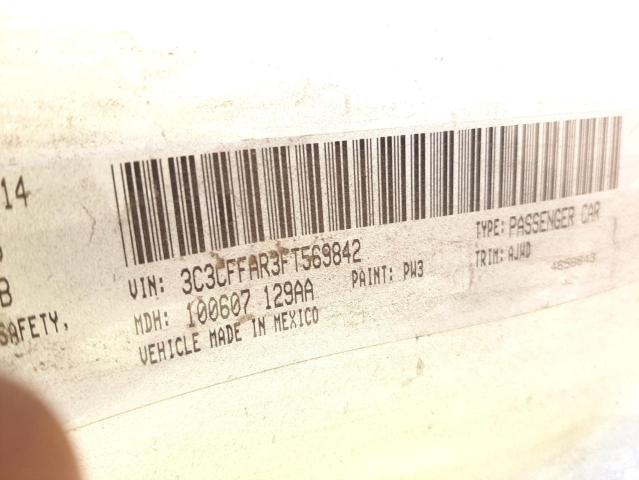 14
B
SAFETY,
VIN: 3C3CFFAR3FT569842
TYPE: PASSENGER CAR
MDH: 100607 129AA
PAINT: PW3
TRIM: AJWD
VEHICLE MADE IN MEXICO